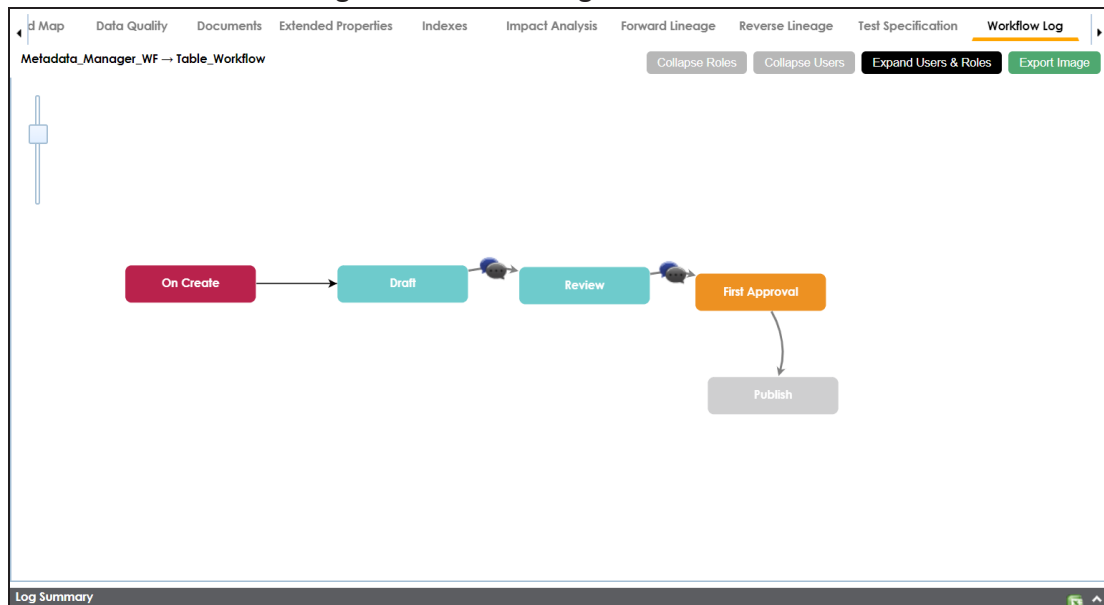 d Map Data Quality Documents Extended Properties Indexes Impact Analysis Forward Lineage Reverse Lineage Test Specification Workflow Log
Metadata_Manager_WF → Table_Workflow Collapse Roles Collapse Users Expand Users & Roles Export Image
On Create Draft Review First Approval
Publish
Log Summary